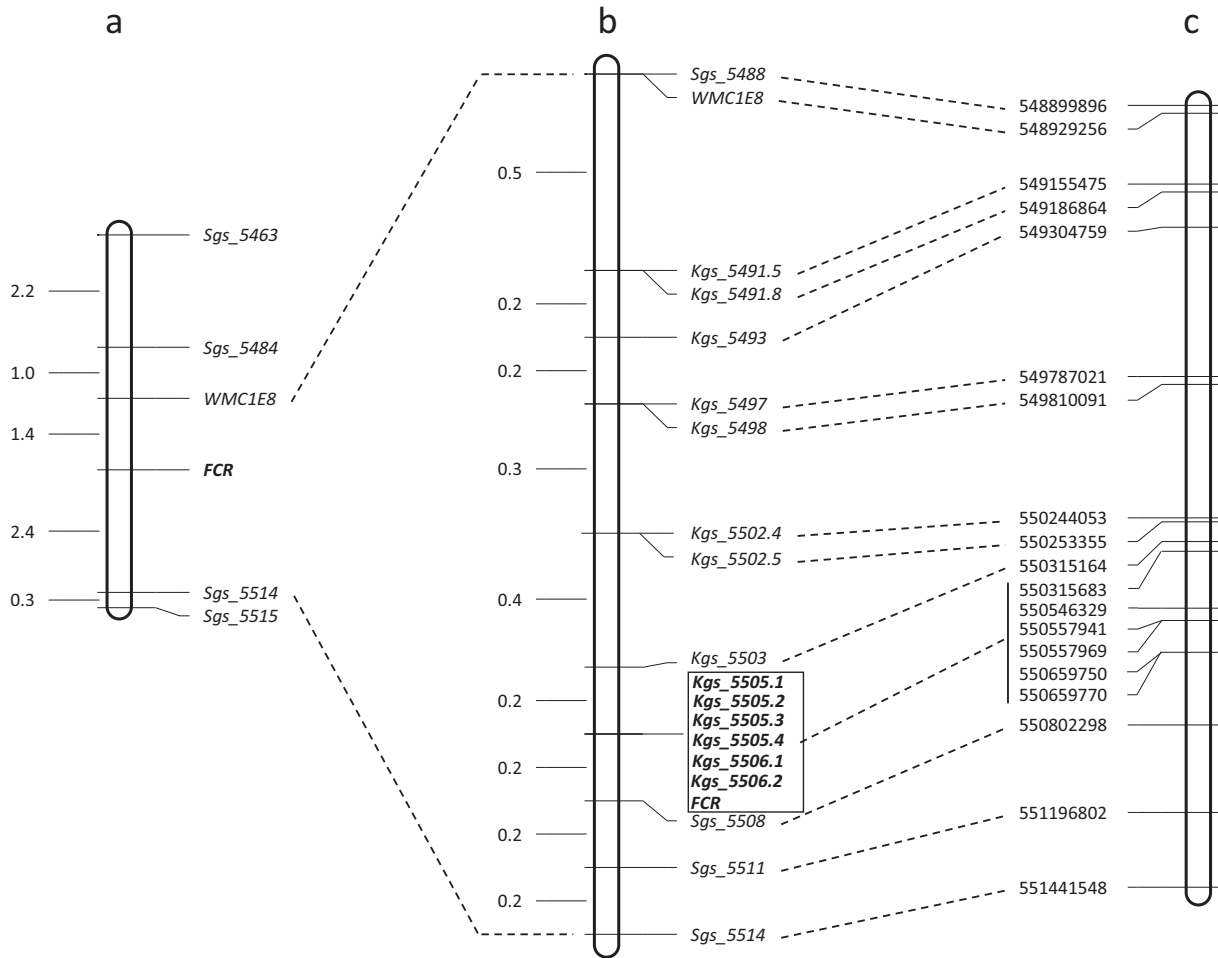 a
b
c
Sgs_5463
2.2
Sgs_5484
1.0
WMC1E8
1.4
FCR
2.4
Sgs_5514
0.3
Sgs_5515
Sgs_5488
WMC1E8
0.5
Kgs_5491.5
Kgs_5491.8
0.2
Kgs_5493
0.2
Kgs_5497
Kgs_5498
0.3
Kgs_5502.4
Kgs_5502.5
0.4
Kgs_5503
Kgs_5505.1
Kgs_5505.2
0.2
Kgs_5505.3
Kgs_5505.4
Kgs_5506.1
0.2
Kgs_5506.2
FCR
Sgs_5508
0.2
Sgs_5511
0.2
Sgs_5514
548899896
548929256
549155475
549186864
549304759
549787021
549810091
550244053
550253355
550315164
550315683
550546329
550557941
550557969
550659750
550659770
550802298
551196802
551441548